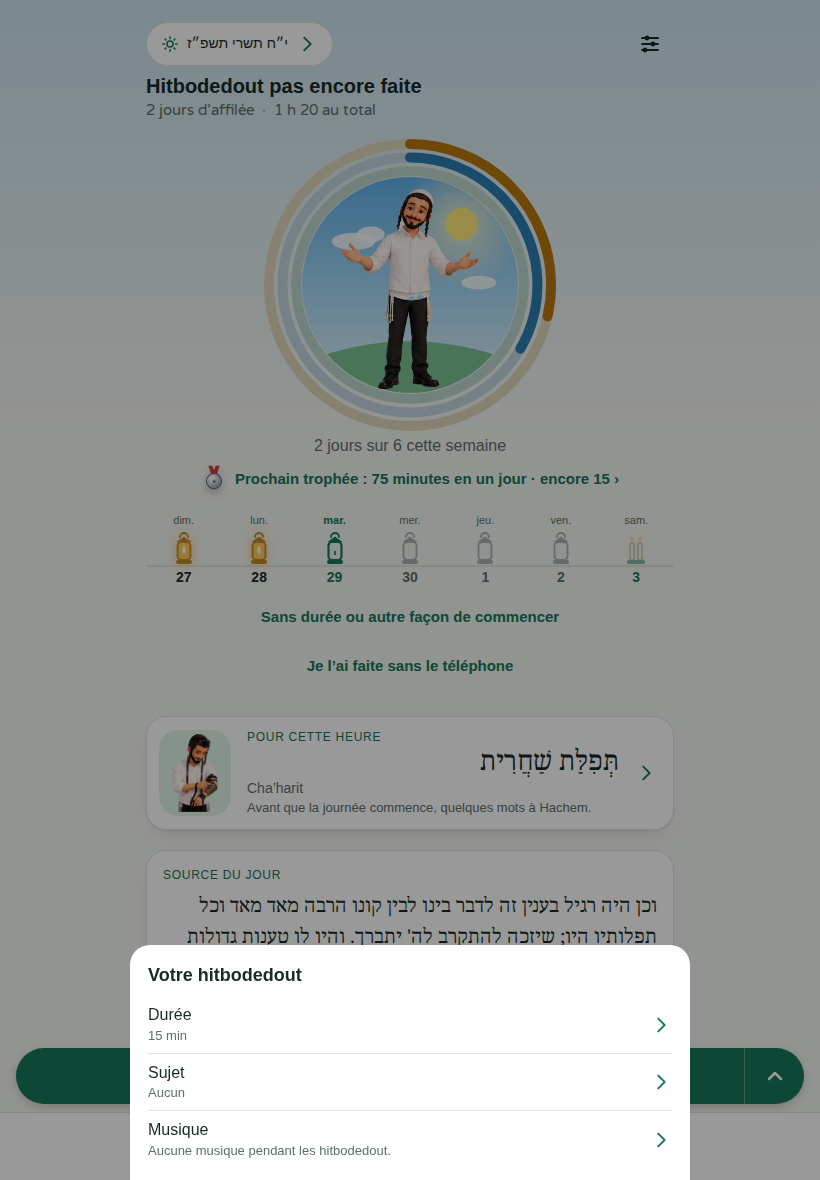 י״ח תשרי תשפ״ז
Hitbodedout pas encore faite
2 jours d'affilée · 1 h 20 au total
2 jours sur 6 cette semaine
Prochain trophée : 75 minutes en un jour · encore 15 ›
dim. lun. mar. mer. jeu. ven. sam.
27 28 29 30 1 2 3
Sans durée ou autre façon de commencer
Je l’ai faite sans le téléphone
POUR CETTE HEURE
תְּפִלַּת שַׁחֲרִית
Cha’harit
Avant que la journée commence, quelques mots à Hachem.
SOURCE DU JOUR
וכן היה רגיל בענין זה לדבר בינו לבין קונו הרבה מאד מאד וכל
תפלותיו היו; שיזכה להתקרב לה' יתברך. והיו לו טענות גדולות
Votre hitbodedout
Durée
15 min
Sujet
Aucun
Musique
Aucune musique pendant les hitbodedout.